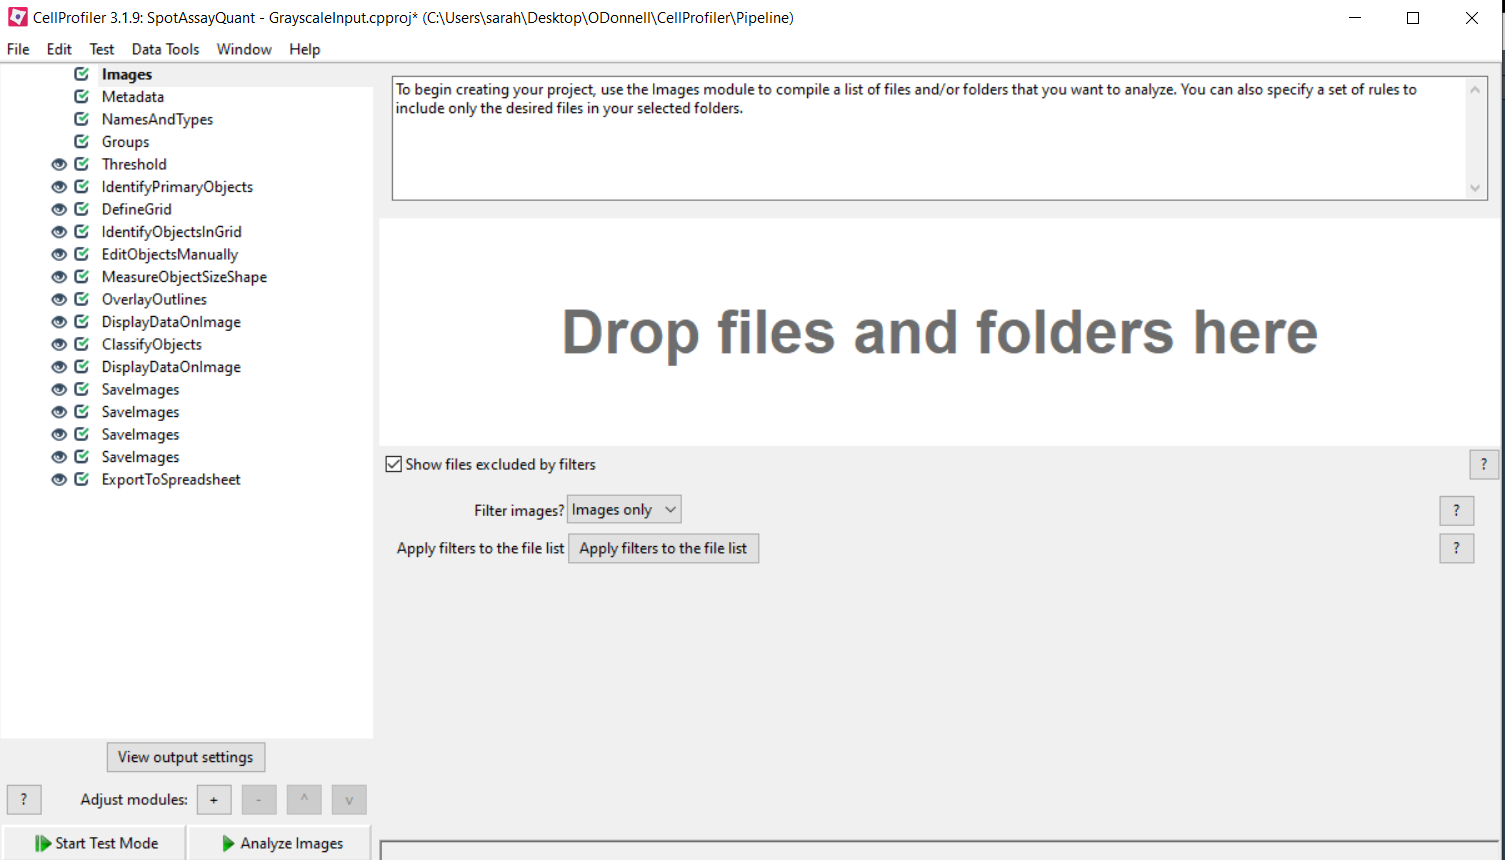 CellProfiler 3.1.9: SpotAssayQuant - GrayscaleInput.cpproj* (C:\Users\sarah\Desktop\ODonnell\CellProfiler\Pipeline)
File Edit Test Data Tools Window Help
Images
Metadata
NamesAndTypes
Groups
Threshold
IdentifyPrimaryObjects
DefineGrid
IdentifyObjectsInGrid
EditObjectsManually
MeasureObjectSizeShape
OverlayOutlines
DisplayDataOnImage
ClassifyObjects
DisplayDataOnImage
SaveImages
SaveImages
SaveImages
SaveImages
ExportToSpreadsheet
View output settings
? Adjust modules: + - ^ v
Start Test Mode Analyze Images
To begin creating your project, use the Images module to compile a list of files and/or folders that you want to analyze. You can also specify a set of rules to
include only the desired files in your selected folders.
Drop files and folders here
Show files excluded by filters ?
Filter images? Images only ?
Apply filters to the file list Apply filters to the file list ?